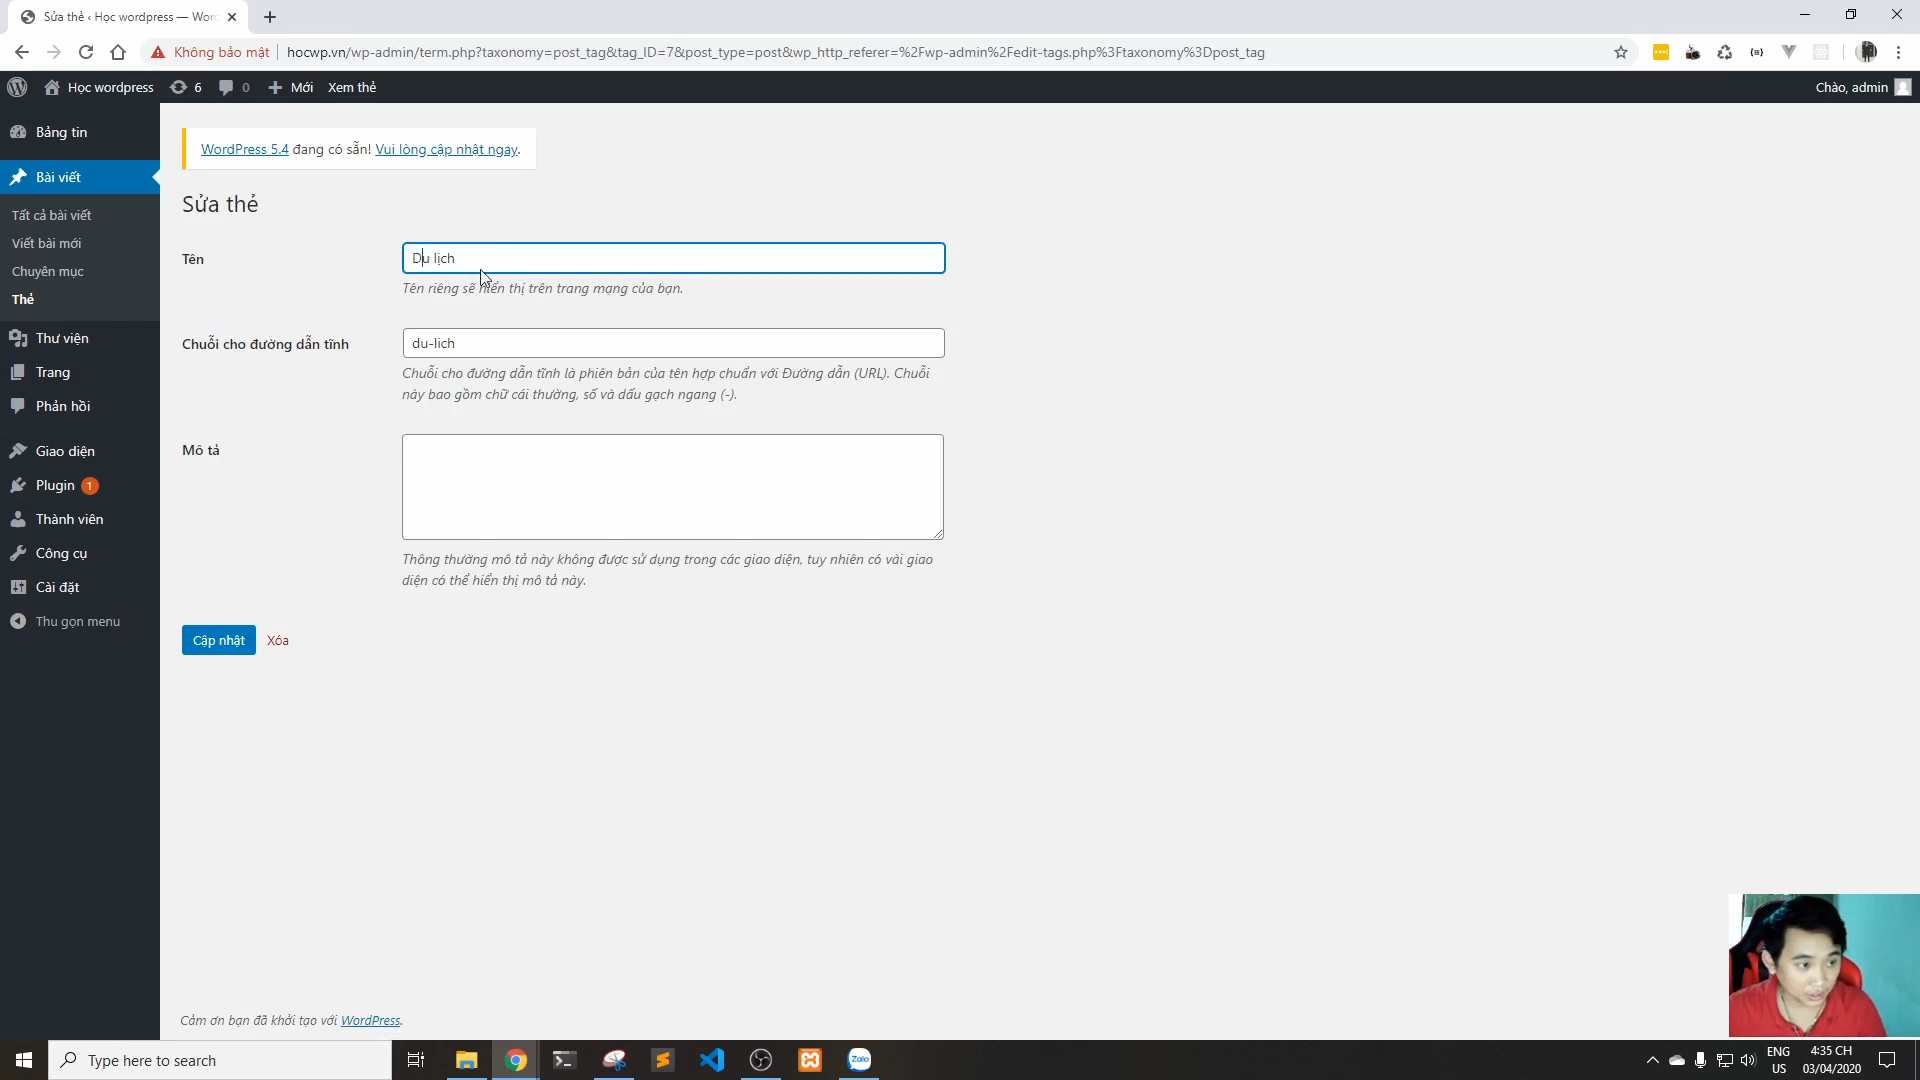 Sửa thẻ ‹ Học wordpress — Word
Không bảo mật
hocwp.vn/wp-admin/term.php?taxonomy=post_tag&tag_ID=7&post_type=post&wp_http_referer=%2Fwp-admin%2Fedit-tags.php%3Ftaxonomy%3Dpost_tag
Học wordpress 6 0 Mới Xem thẻ
Chào, admin
Bảng tin
Bài viết
Tất cả bài viết
Viết bài mới
Chuyên mục
Thẻ
Thư viện
Trang
Phản hồi
Giao diện
Plugin 1
Thành viên
Công cụ
Cài đặt
Thu gọn menu
WordPress 5.4 đang có sẵn! Vui lòng cập nhật ngay.
Sửa thẻ
Tên
Du lịch
Tên riêng sẽ hiển thị trên trang mạng của bạn.
Chuỗi cho đường dẫn tĩnh
du-lich
Chuỗi cho đường dẫn tĩnh là phiên bản của tên hợp chuẩn với Đường dẫn (URL). Chuỗi
này bao gồm chữ cái thường, số và dấu gạch ngang (-).
Mô tả
Thông thường mô tả này không được sử dụng trong các giao diện, tuy nhiên có vài giao
diện có thể hiển thị mô tả này.
Cập nhật Xóa
Cảm ơn bạn đã khởi tạo với WordPress.
Type here to search
Zalo
ENG
US
4:35 CH
03/04/2020